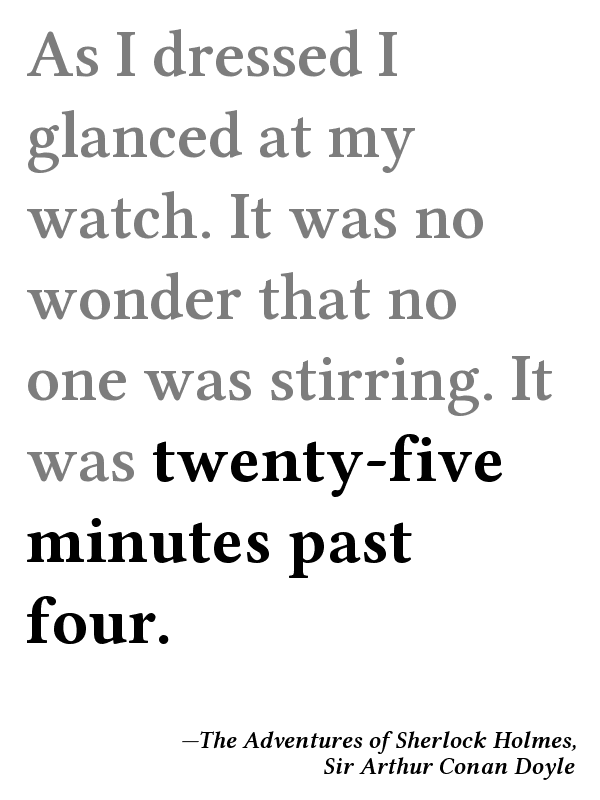 As I dressed I
glanced at my
watch. It was no
wonder that no
one was stirring. It
was twenty-five
minutes past
four.
—The Adventures of Sherlock Holmes,
Sir Arthur Conan Doyle